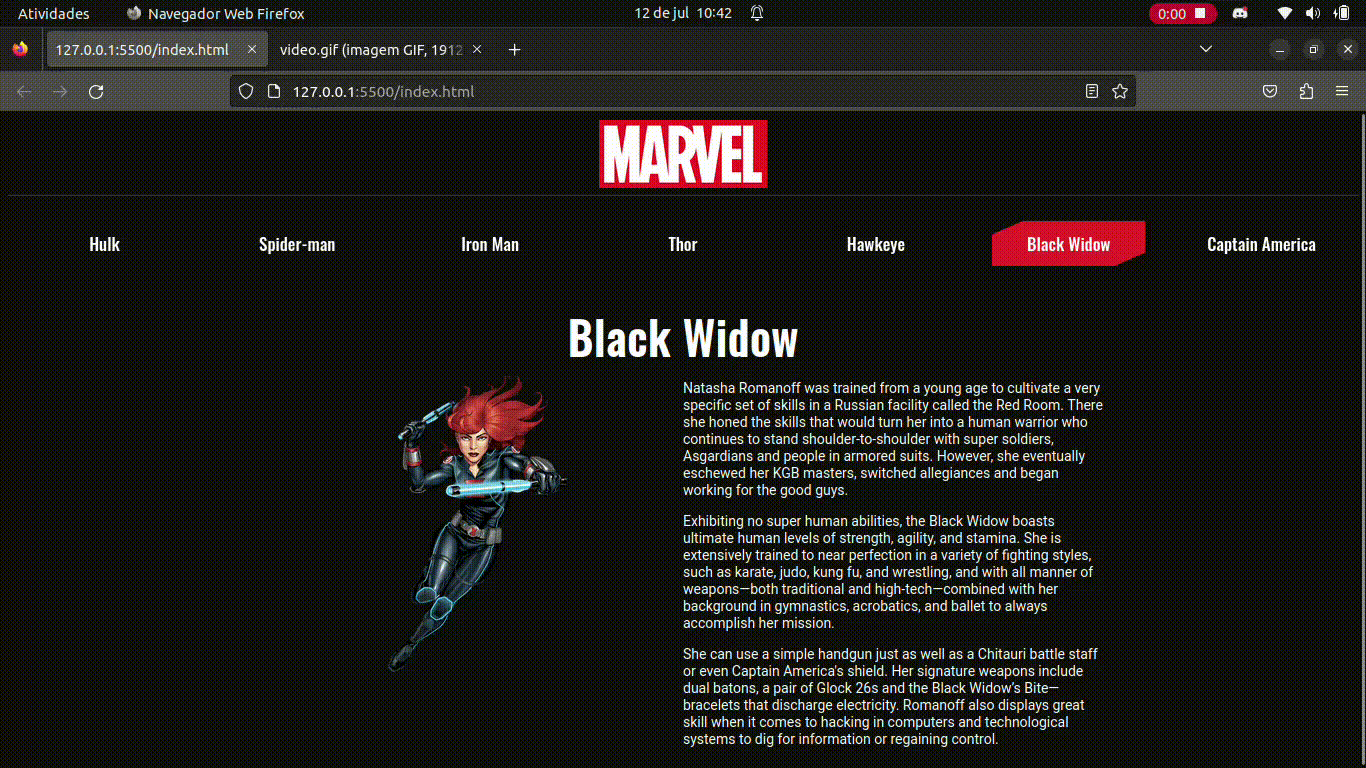 Atividades Navegador Web Firefox 12 de jul 10:42 0:00
127.0.0.1:5500/index.html video.gif (imagem GIF, 1912
127.0.0.1:5500/index.html
MARVEL
Hulk Spider-man Iron Man Thor Hawkeye Black Widow Captain America
Black Widow
Natasha Romanoff was trained from a young age to cultivate a very
specific set of skills in a Russian facility called the Red Room. There
she honed the skills that would turn her into a human warrior who
continues to stand shoulder-to-shoulder with super soldiers,
Asgardians and people in armored suits. However, she eventually
eschewed her KGB masters, switched allegiances and began
working for the good guys.
Exhibiting no super human abilities, the Black Widow boasts
ultimate human levels of strength, agility, and stamina. She is
extensively trained to near perfection in a variety of fighting styles,
such as karate, judo, kung fu, and wrestling, and with all manner of
weapons—both traditional and high-tech—combined with her
background in gymnastics, acrobatics, and ballet to always
accomplish her mission.
She can use a simple handgun just as well as a Chitauri battle staff
or even Captain America's shield. Her signature weapons include
dual batons, a pair of Glock 26s and the Black Widow's Bite—
bracelets that discharge electricity. Romanoff also displays great
skill when it comes to hacking in computers and technological
systems to dig for information or regaining control.